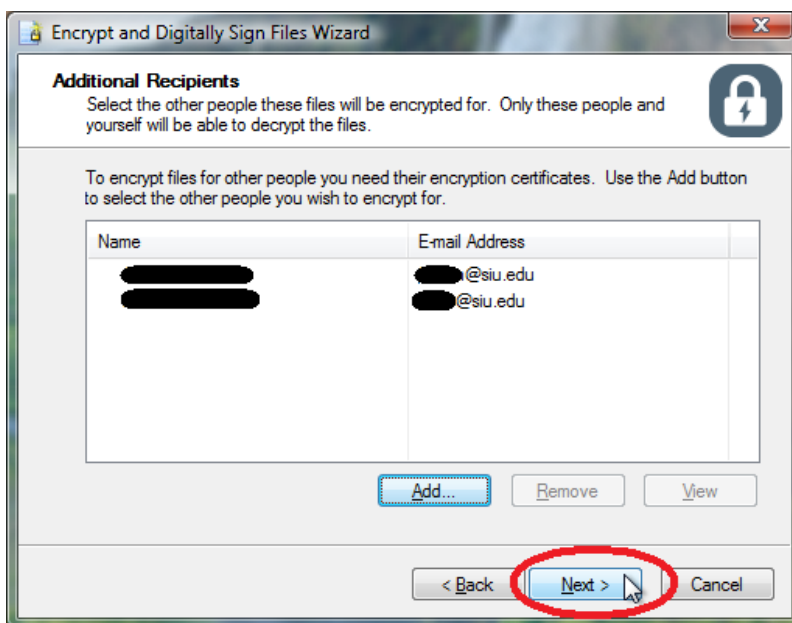 Encrypt and Digitally Sign Files Wizard
X
Additional Recipients
Select the other people these files will be encrypted for. Only these people and
yourself will be able to decrypt the files.
To encrypt files for other people you need their encryption certificates. Use the Add button
to select the other people you wish to encrypt for.
Name E-mail Address
@siu.edu
@siu.edu
Add... Remove View
< Back Next > Cancel